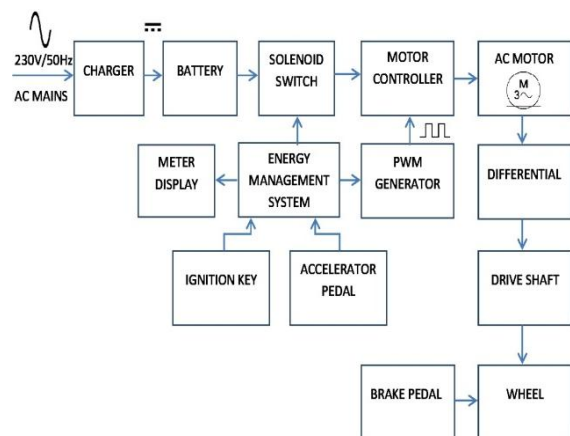 230V/50Hz
AC MAINS
CHARGER
BATTERY
SOLENOID
SWITCH
MOTOR
CONTROLLER
AC MOTOR
M
3~
METER
DISPLAY
ENERGY
MANAGEMENT
SYSTEM
PWM
GENERATOR
DIFFERENTIAL
IGNITION KEY
ACCELERATOR
PEDAL
DRIVE SHAFT
BRAKE PEDAL
WHEEL